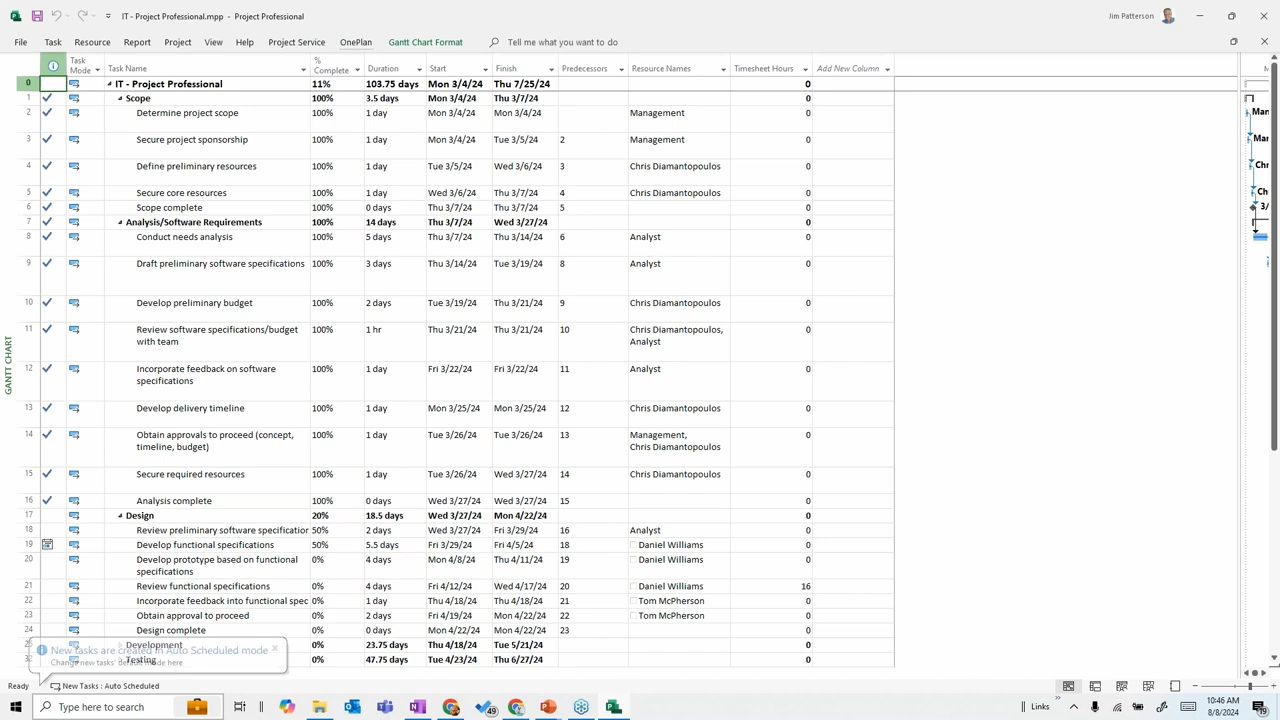 IT - Project Professional.mpp - Project Professional
Jim Patterson
File Task Resource Report Project View Help Project Service OnePlan Gantt Chart Format Tell me what you want to do
Task Mode Task Name % Complete Duration Start Finish Predecessors Resource Names Timesheet Hours Add New Column
0 IT - Project Professional 11% 103.75 days Mon 3/4/24 Thu 7/25/24 0
1 Scope 100% 3.5 days Mon 3/4/24 Thu 3/7/24 0
2 Determine project scope 100% 1 day Mon 3/4/24 Mon 3/4/24 Management 0
3 Secure project sponsorship 100% 1 day Mon 3/4/24 Tue 3/5/24 2 Management 0
4 Define preliminary resources 100% 1 day Tue 3/5/24 Wed 3/6/24 3 Chris Diamantopoulos 0
5 Secure core resources 100% 1 day Wed 3/6/24 Thu 3/7/24 4 Chris Diamantopoulos 0
6 Scope complete 100% 0 days Thu 3/7/24 Thu 3/7/24 5 0
7 Analysis/Software Requirements 100% 14 days Thu 3/7/24 Wed 3/27/24 0
8 Conduct needs analysis 100% 5 days Thu 3/7/24 Thu 3/14/24 6 Analyst 0
9 Draft preliminary software specifications 100% 3 days Thu 3/14/24 Tue 3/19/24 8 Analyst 0
10 Develop preliminary budget 100% 2 days Tue 3/19/24 Thu 3/21/24 9 Chris Diamantopoulos 0
11 Review software specifications/budget 100% 1 hr Thu 3/21/24 Thu 3/21/24 10 Chris Diamantopoulos, 0
with team Analyst
12 Incorporate feedback on software 100% 1 day Fri 3/22/24 Fri 3/22/24 11 Analyst 0
specifications
13 Develop delivery timeline 100% 1 day Mon 3/25/24 Mon 3/25/24 12 Chris Diamantopoulos 0
14 Obtain approvals to proceed (concept, 100% 1 day Tue 3/26/24 Tue 3/26/24 13 Management, 0
timeline, budget) Chris Diamantopoulos
15 Secure required resources 100% 1 day Tue 3/26/24 Wed 3/27/24 14 Chris Diamantopoulos 0
16 Analysis complete 100% 0 days Wed 3/27/24 Wed 3/27/24 15 0
17 Design 20% 18.5 days Wed 3/27/24 Mon 4/22/24 0
18 Review preliminary software specification 50% 2 days Wed 3/27/24 Fri 3/29/24 16 Analyst 0
19 Develop functional specifications 50% 5.5 days Fri 3/29/24 Fri 4/5/24 18 Daniel Williams 0
20 Develop prototype based on functional 0% 4 days Mon 4/8/24 Thu 4/11/24 19 Daniel Williams 0
specifications
21 Review functional specifications 0% 4 days Fri 4/12/24 Wed 4/17/24 20 Daniel Williams 16
22 Incorporate feedback into functional spec 0% 1 day Thu 4/18/24 Thu 4/18/24 21 Tom McPherson 0
23 Obtain approval to proceed 0% 2 days Fri 4/19/24 Mon 4/22/24 22 Tom McPherson 0
24 Design complete 0% 0 days Mon 4/22/24 Mon 4/22/24 23 0
Development 0% 23.75 days Thu 4/18/24 Tue 5/21/24 0
Testing 0% 47.75 days Tue 4/23/24 Thu 6/27/24 0
New tasks are created in Auto Scheduled mode
Change new tasks' default mode here
GANTT CHART
Ready New Tasks : Auto Scheduled
Type here to search
49
Links
10:46 AM
8/8/2024
19